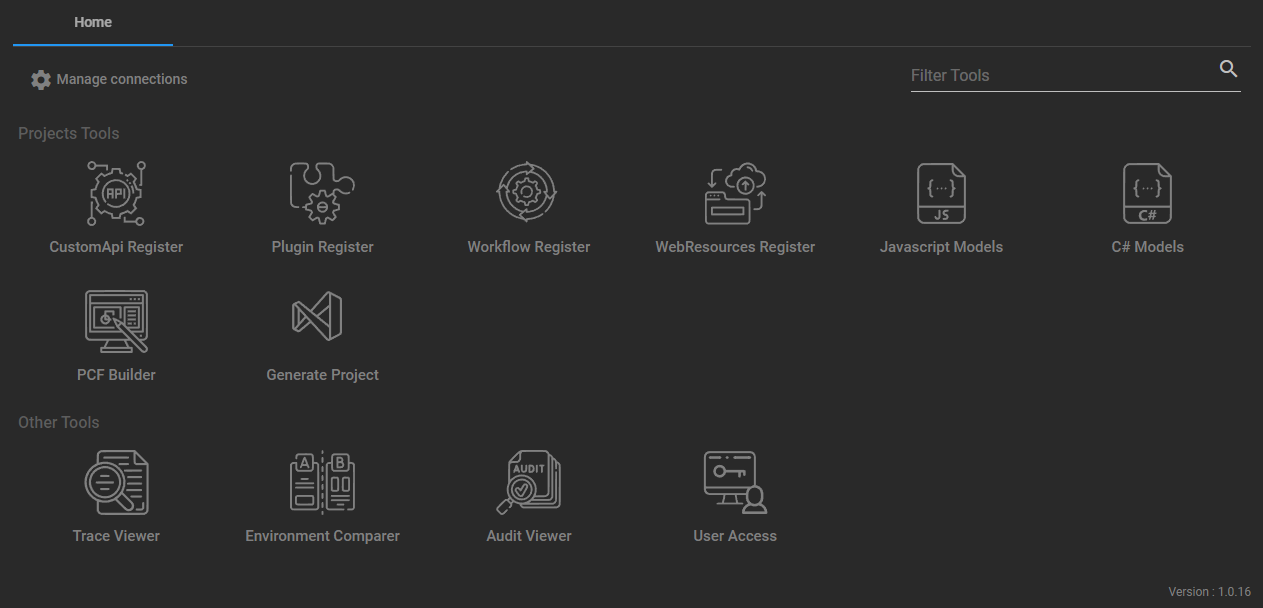 Home
Manage connections
Filter Tools
Projects Tools
API
JS
C#
CustomApi Register
Plugin Register
Workflow Register
WebResources Register
Javascript Models
C# Models
PCF Builder
Generate Project
Other Tools
A
B
AUDIT
Trace Viewer
Environment Comparer
Audit Viewer
User Access
Version : 1.0.16